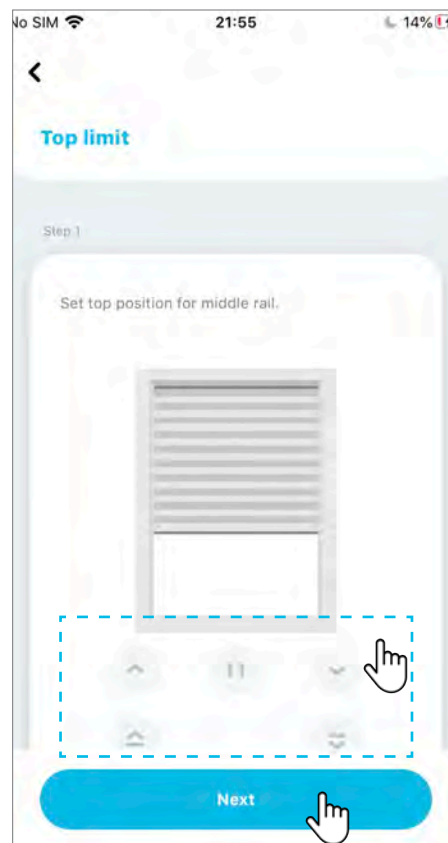 No SIM 21:55 14%
Top limit
Step 1
Set top position for middle rail.
Next